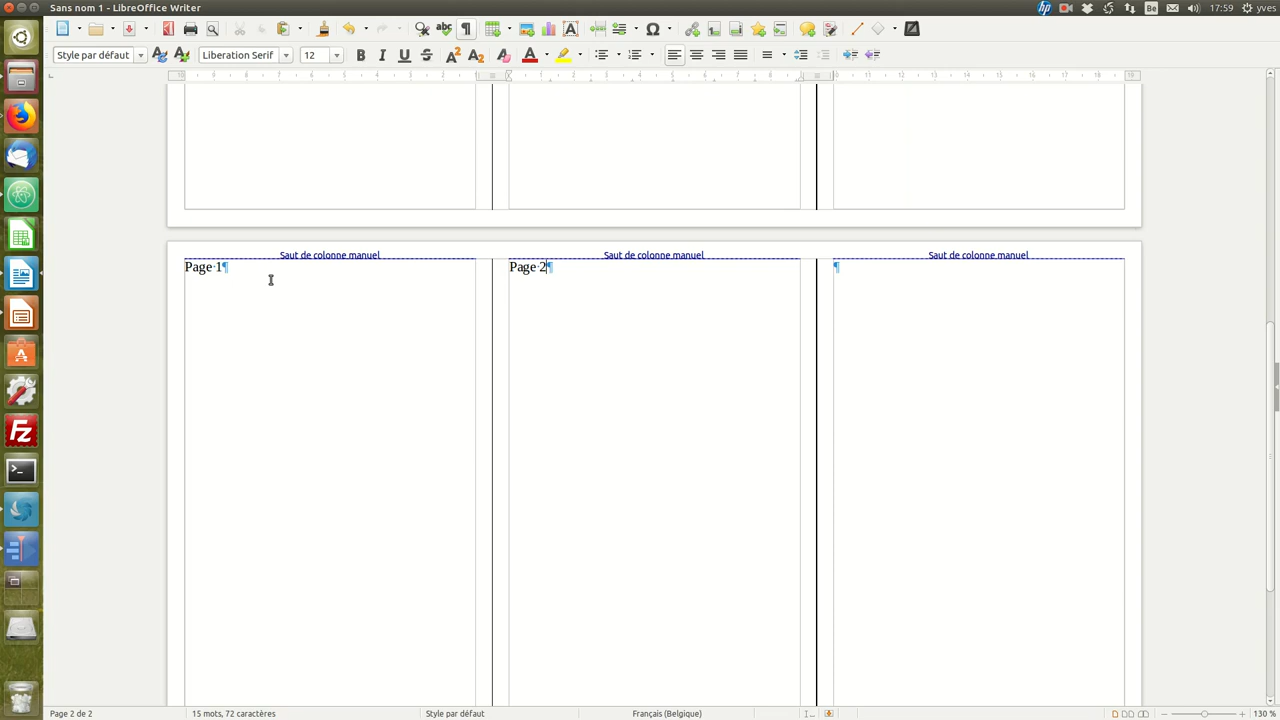 Sans nom 1 - LibreOffice Writer
Be
17:59
yves
Style par défaut
Liberation Serif
12
Saut de colonne manuel
Saut de colonne manuel
Saut de colonne manuel
Page·1¶
Page·2¶
¶
Page 2 de 2
15 mots, 72 caractères
Style par défaut
Français (Belgique)
130 %